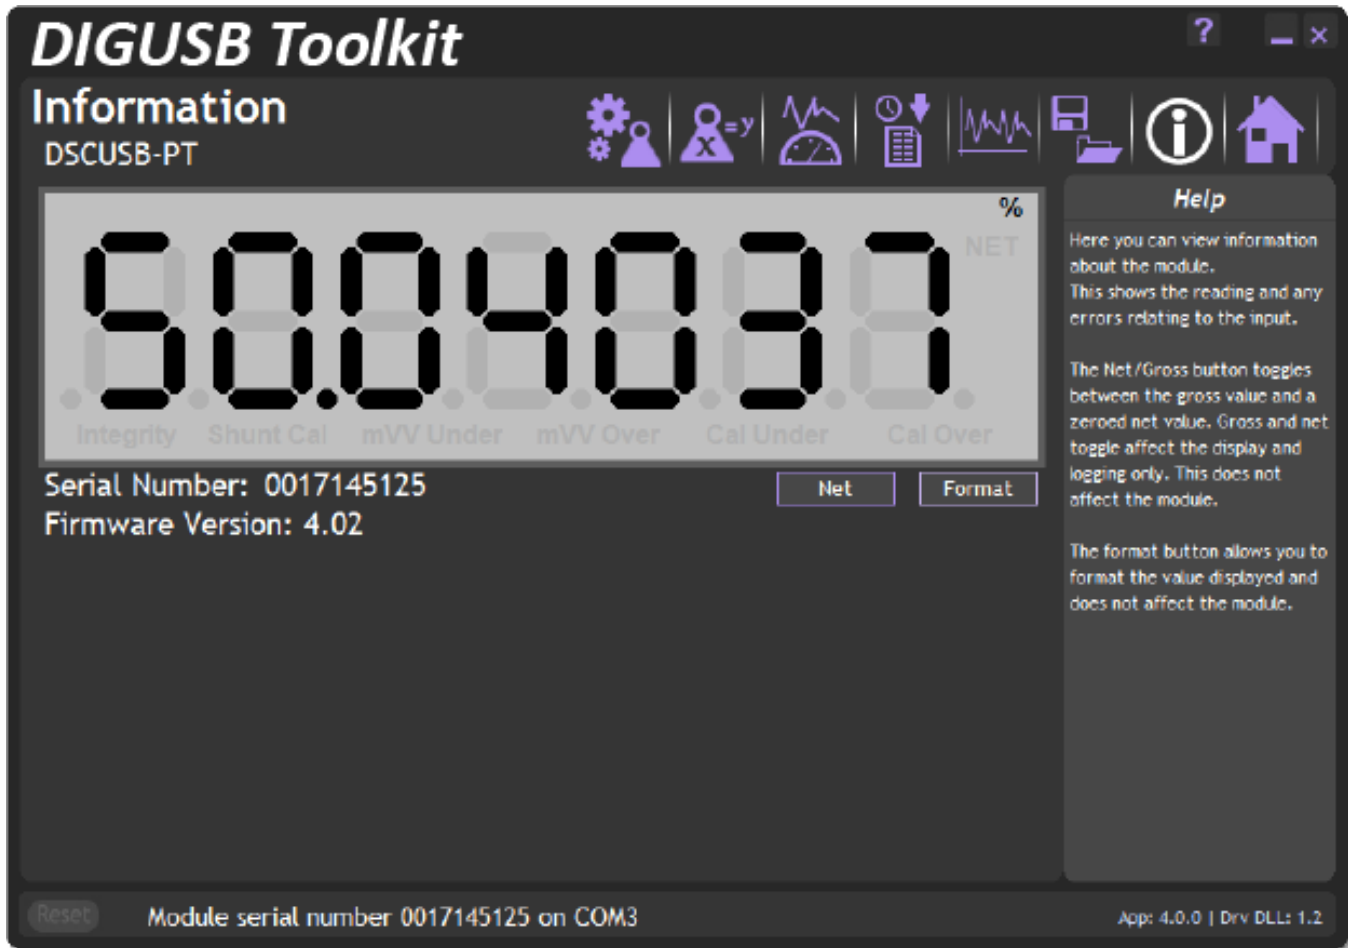 DIGUSB Toolkit
?
Information
DSCUSB-PT
x
=y
%
50.04037
NET
Integrity Shunt Cal mVV Under mVV Over Cal Under Cal Over
Serial Number: 0017145125
Net
Format
Firmware Version: 4.02
Help
Here you can view information
about the module.
This shows the reading and any
errors relating to the input.
The Net/Gross button toggles
between the gross value and a
zeroed net value. Gross and net
toggle affect the display and
logging only. This does not
affect the module.
The format button allows you to
format the value displayed and
does not affect the module.
Reset
Module serial number 0017145125 on COM3
App: 4.0.0 | Drv DLL: 1.2